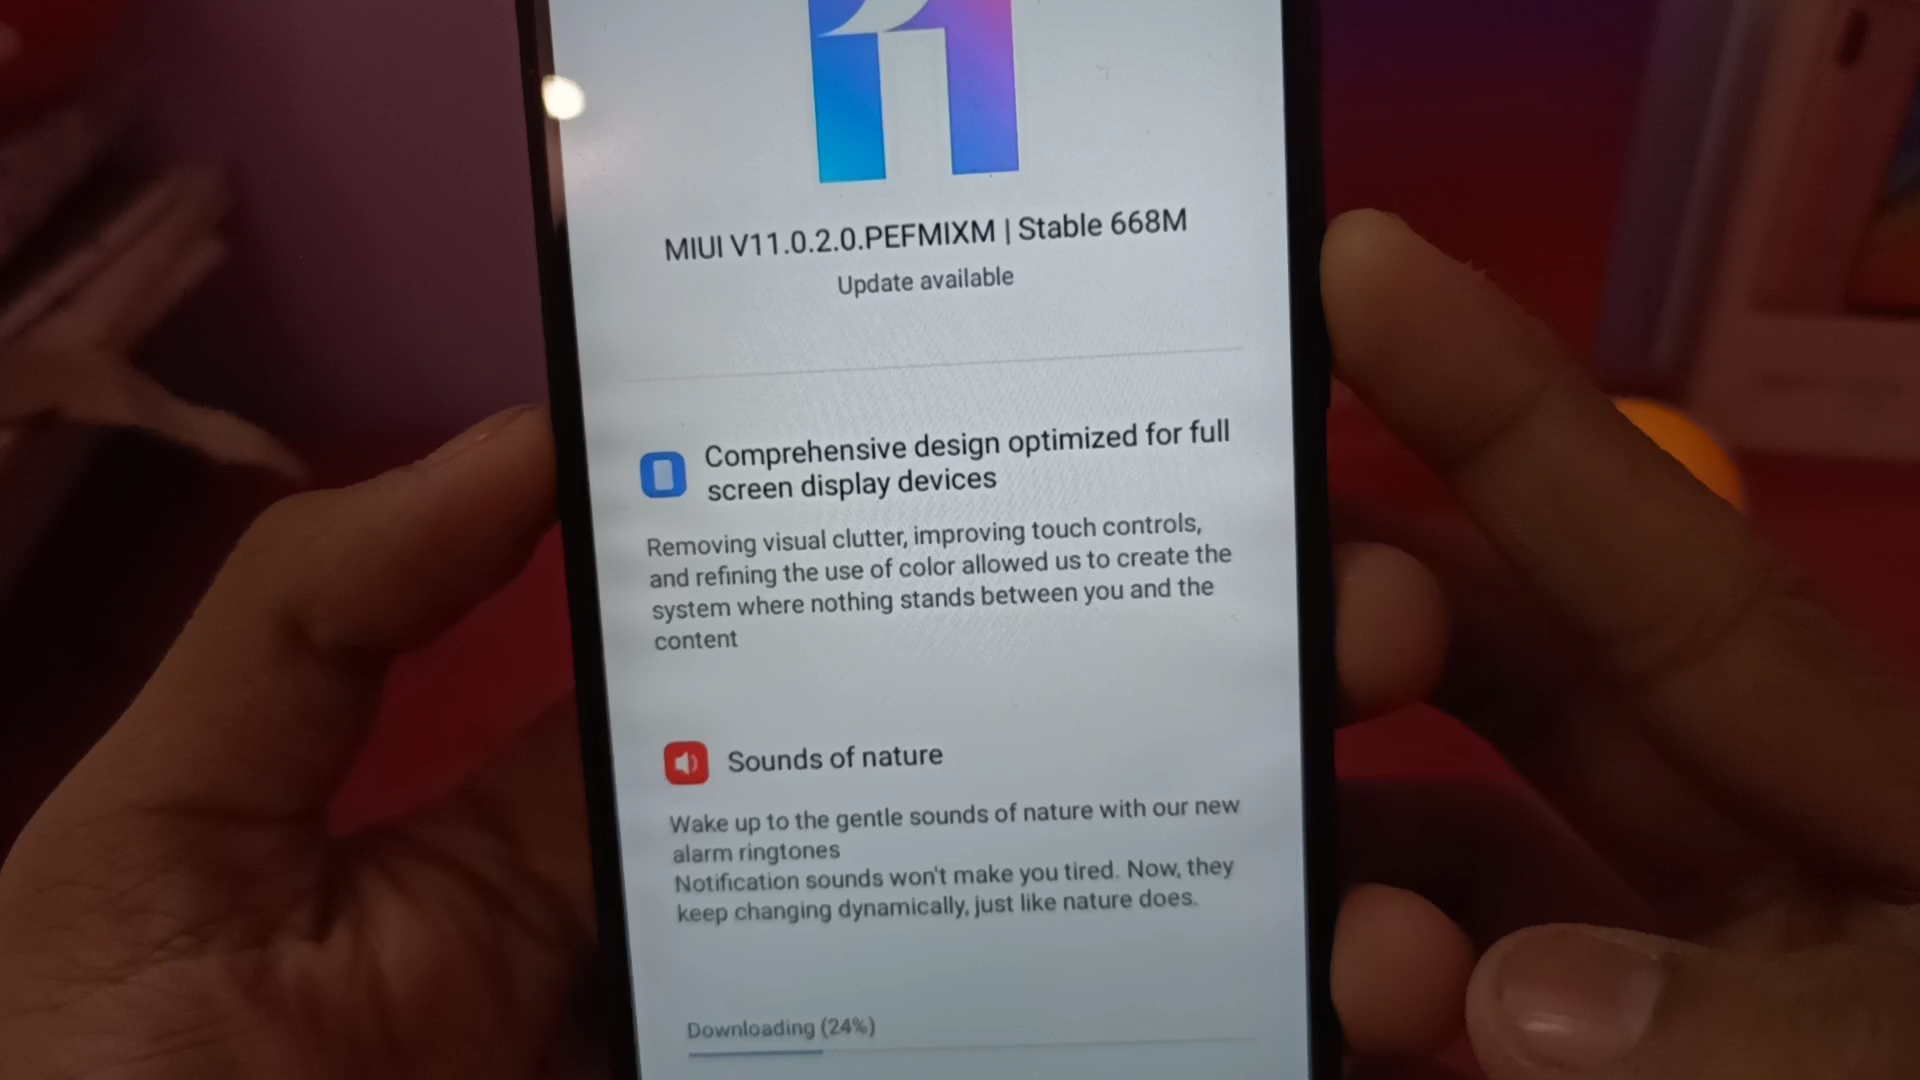 MIUI V11.0.2.0.PEFMIXM | Stable 668M
Update available
Comprehensive design optimized for full
screen display devices
Removing visual clutter, improving touch controls,
and refining the use of color allowed us to create the
system where nothing stands between you and the
content
Sounds of nature
Wake up to the gentle sounds of nature with our new
alarm ringtones
Notification sounds won't make you tired. Now, they
keep changing dynamically, just like nature does.
Downloading (24%)